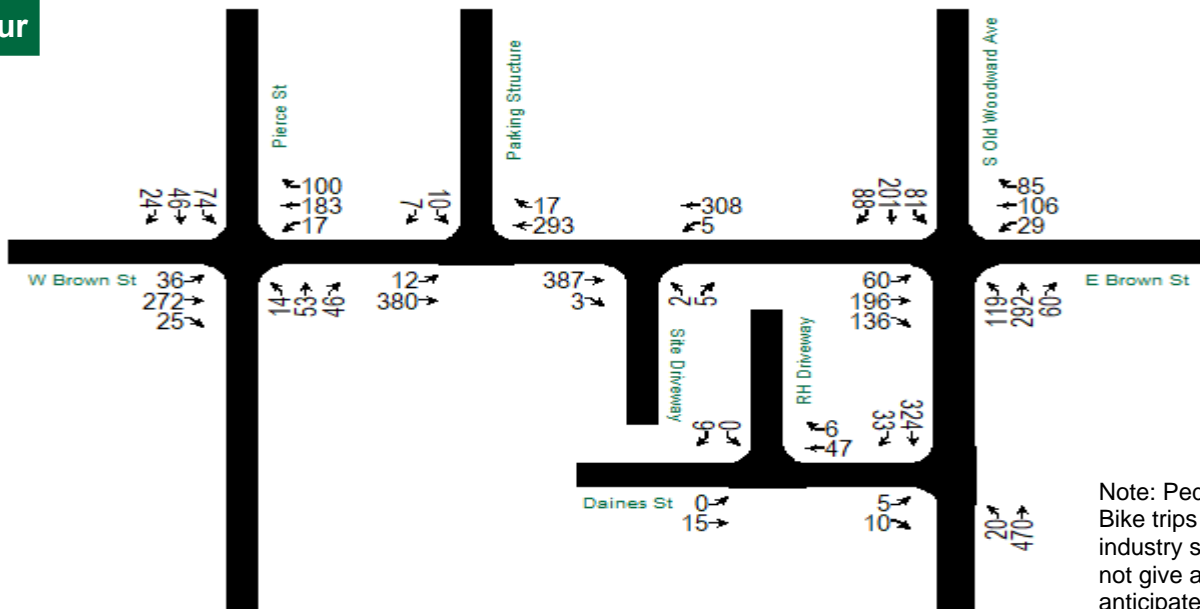 ur
Pierce St
Parking Structure
S Old Woodward Ave
24 46 74
100
183
17
7 10
17
293
308
5
88 201 81
85
106
29
W Brown St
E Brown St
36
272
25
14 53 46
12
380
387
3
2 5
60
196
136
119 292 60
Site Driveway
RH Driveway
9 0
6
47
33 324
Daines St
0
15
5
10
20 470
Note: Pec
Bike trips
industry s
not give a
anticipate